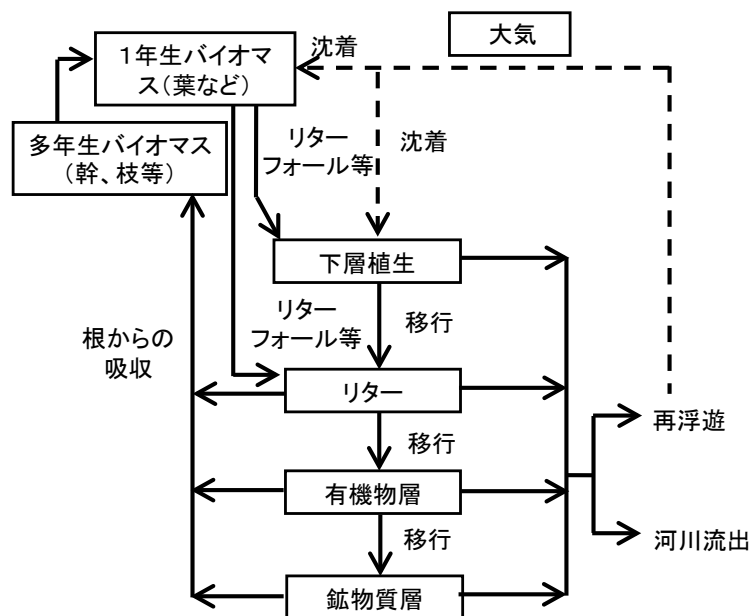 大気
沈着
1年生バイオマ
ス(葉など)
多年生バイオマス
(幹、枝等)
リター
フォール等
沈着
下層植生
リター
フォール等
移行
根からの
吸収
リター
再浮遊
移行
有機物層
移行
河川流出
鉱物質層